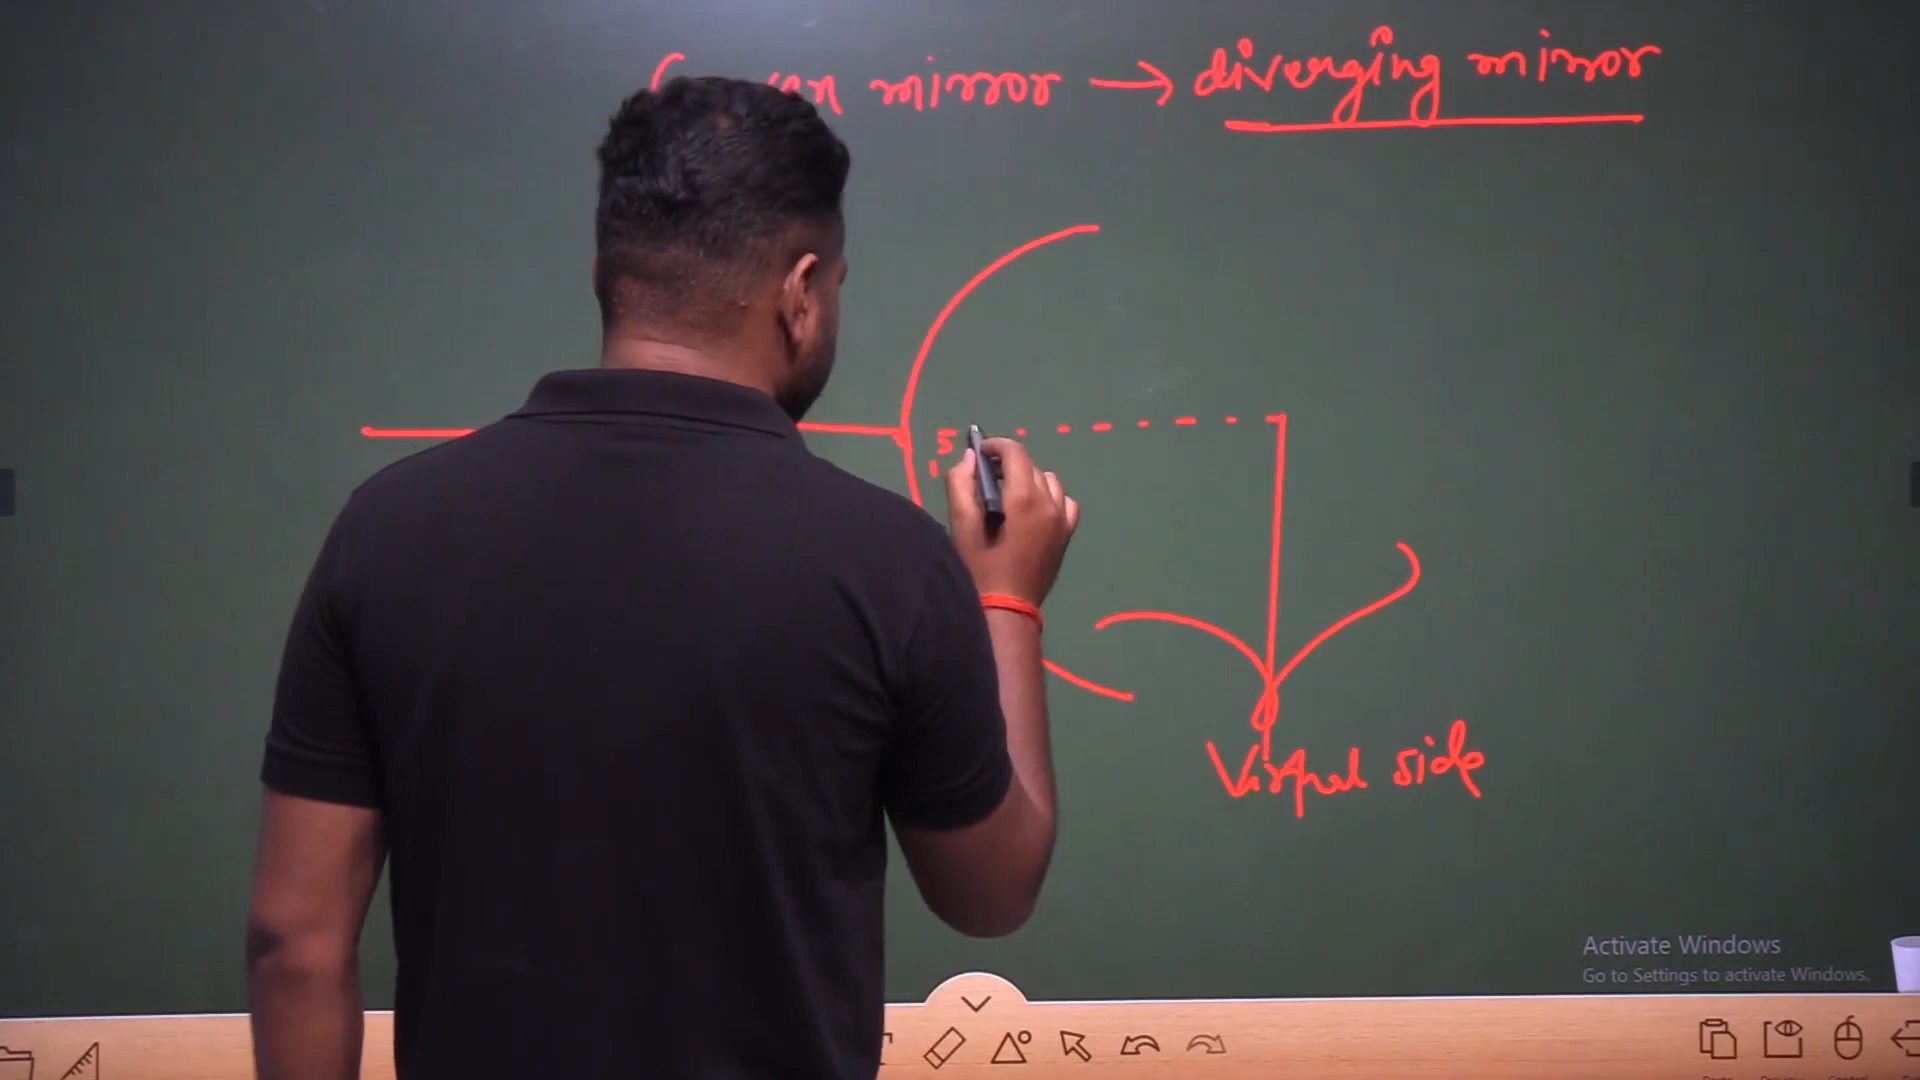 mirror → diverging mirror
Virtual side
Activate Windows
Go to Settings to activate Windows.